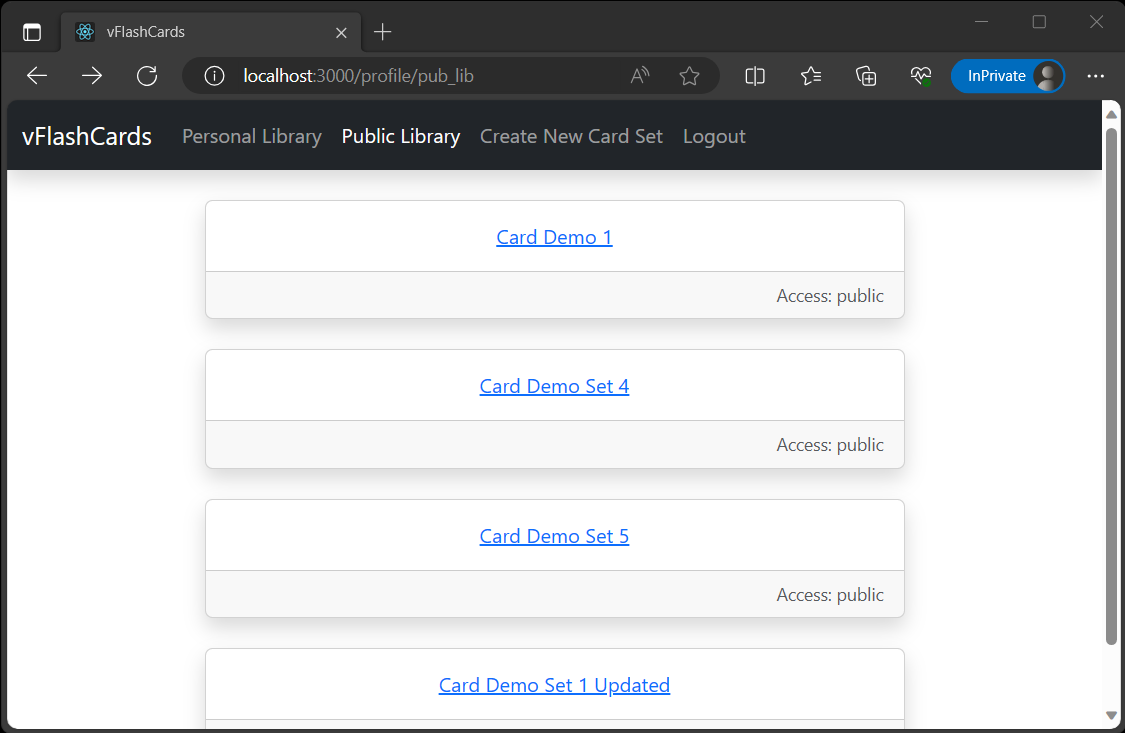 vFlashCards
localhost:3000/profile/pub_lib
InPrivate
vFlashCards Personal Library Public Library Create New Card Set Logout
Card Demo 1
Access: public
Card Demo Set 4
Access: public
Card Demo Set 5
Access: public
Card Demo Set 1 Updated